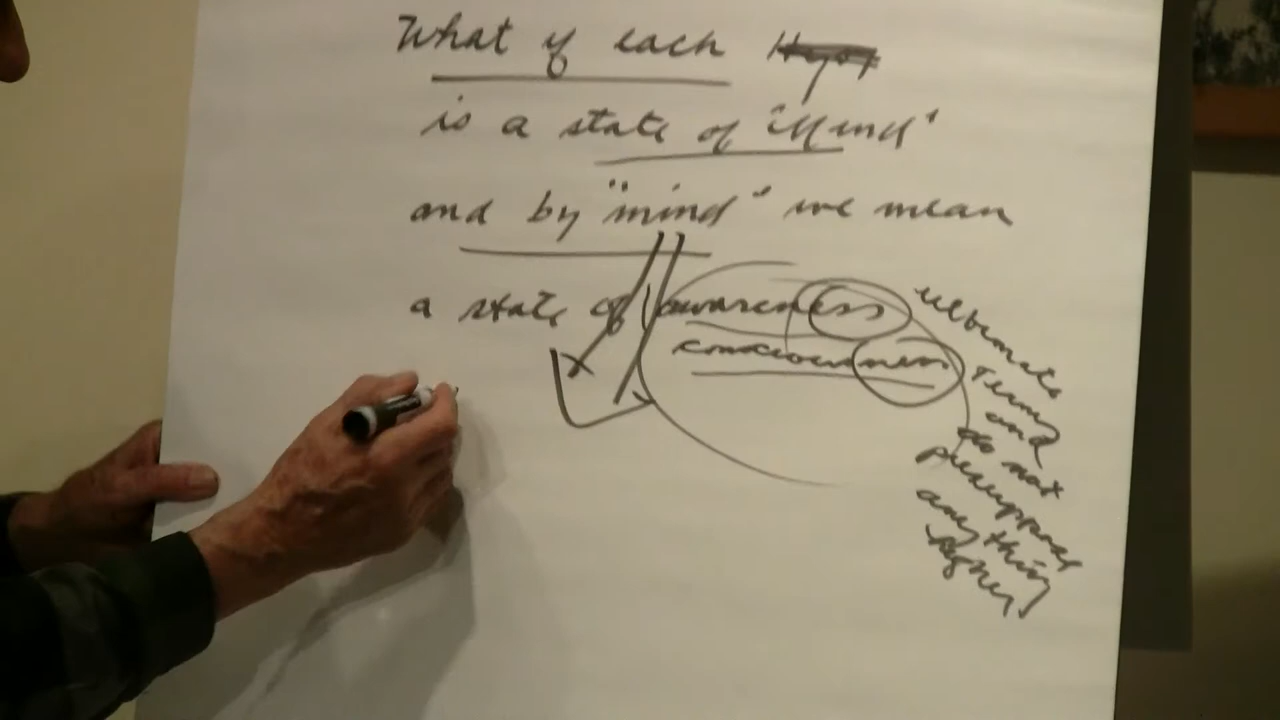 What if each
is a state of 'Mind'
and by "mind" we mean
a state of awareness
consciousness
ultimate
Terms
and
do not
presuppose
anything
higher!